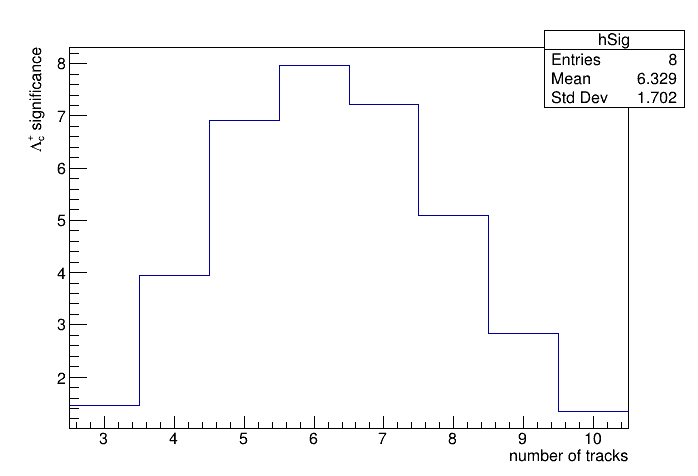 hSig
Entries 8
Mean 6.329
Std Dev 1.702
Λc+ significance
8
7
6
5
4
3
2
3 4 5 6 7 8 9 10
number of tracks